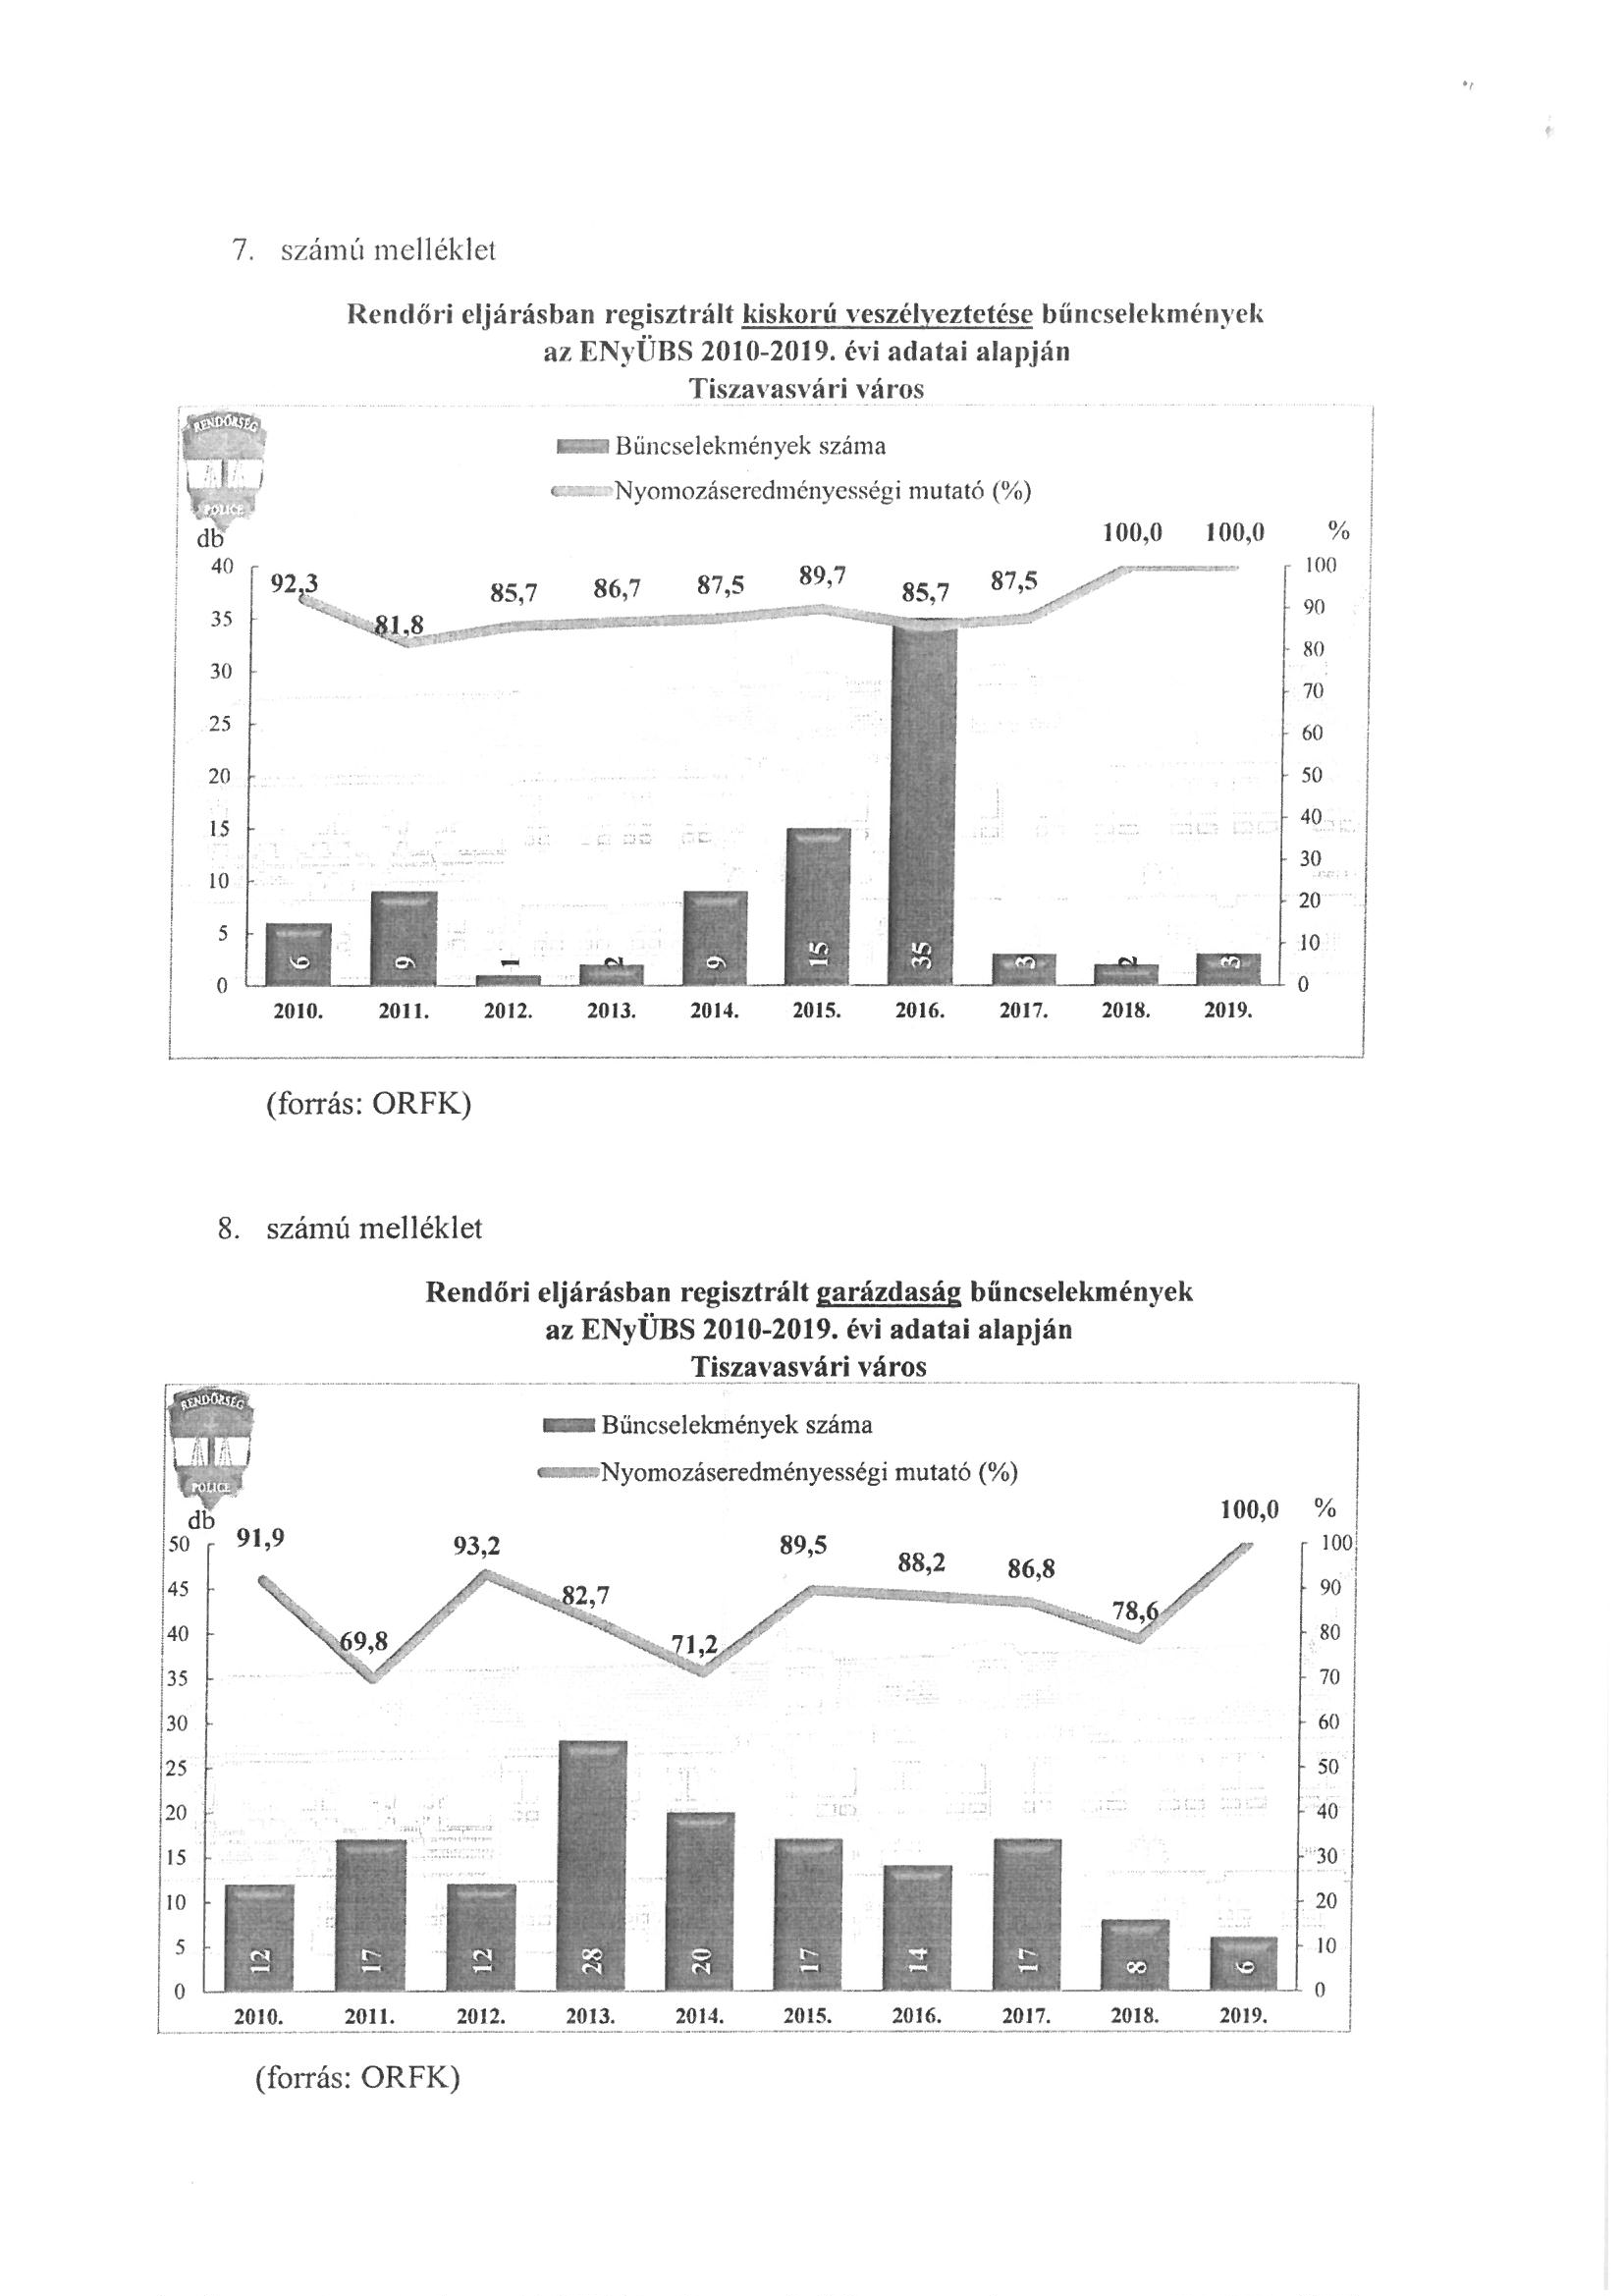 7. számú melléklet
Rendőri eljárásban regisztrált kiskorú veszélyeztetése bűncselekmények
az ENyÜBS 2010-2019. évi adatai alapján
Tiszavasvári város
RENDŐRSÉG
POLICE
Bűncselekmények száma
Nyomozáseredményességi mutató (%)
db
%
100,0 100,0
92,3 81,8 85,7 86,7 87,5 89,7 85,7 87,5
40
35
30
25
20
15
10
5
0
100
90
80
70
60
50
40
30
20
10
0
6 9 1 2 9 15 35 3 2 3
2010. 2011. 2012. 2013. 2014. 2015. 2016. 2017. 2018. 2019.
(forrás: ORFK)
8. számú melléklet
Rendőri eljárásban regisztrált garázdaság bűncselekmények
az ENyÜBS 2010-2019. évi adatai alapján
Tiszavasvári város
RENDŐRSÉG
POLICE
Bűncselekmények száma
Nyomozáseredményességi mutató (%)
db
%
91,9 69,8 93,2 82,7 71,2 89,5 88,2 86,8 78,6 100,0
50
45
40
35
30
25
20
15
10
5
0
100
90
80
70
60
50
40
30
20
10
0
12 17 12 28 20 17 14 17 8 6
2010. 2011. 2012. 2013. 2014. 2015. 2016. 2017. 2018. 2019.
(forrás: ORFK)